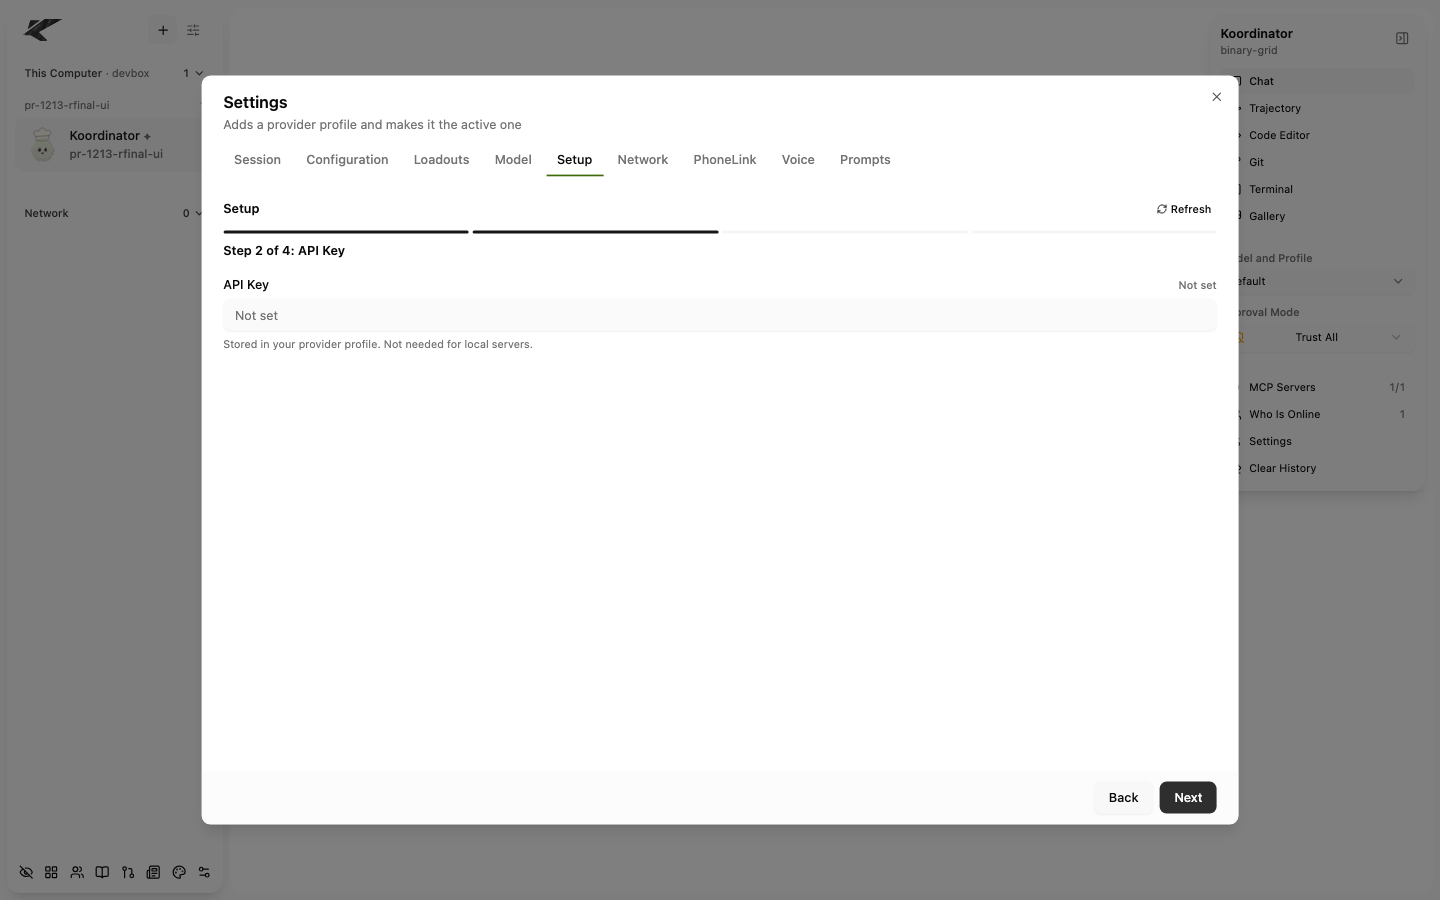 This Computer · devbox 1
pr-1213-rfinal-ui
Koordinator
pr-1213-rfinal-ui
Network 0
Settings
Adds a provider profile and makes it the active one
Session Configuration Loadouts Model Setup Network PhoneLink Voice Prompts
Setup Refresh
Step 2 of 4: API Key
API Key Not set
Not set
Stored in your provider profile. Not needed for local servers.
Back Next
Koordinator
binary-grid
Chat
Trajectory
Code Editor
Git
Terminal
Gallery
and Profile
Mode
Trust All
MCP Servers 1/1
Who Is Online 1
Settings
Clear History